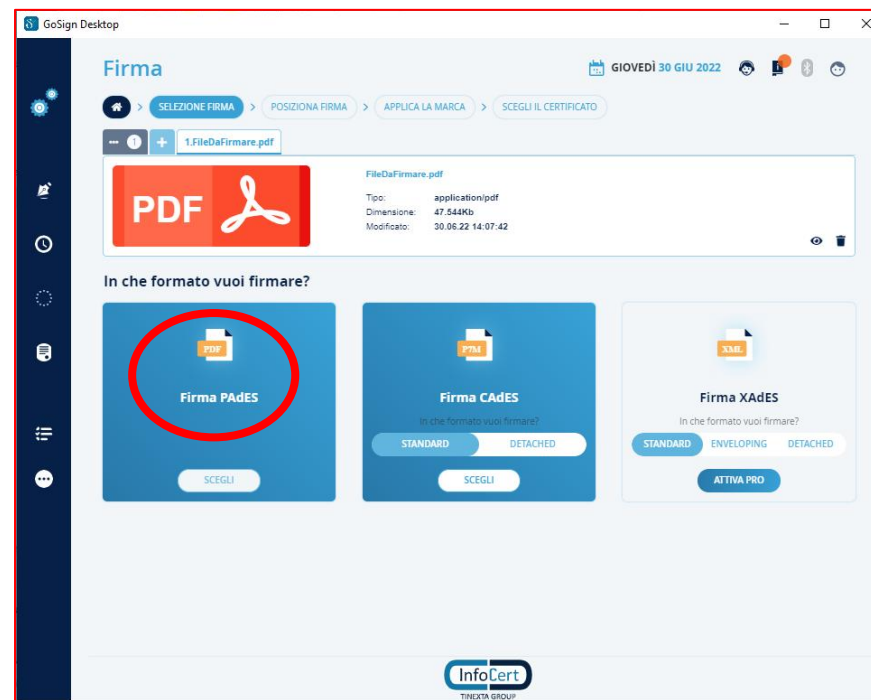 GoSign Desktop
Firma
GIOVEDÌ 30 GIU 2022
> SELEZIONE FIRMA > POSIZIONA FIRMA > APPLICA LA MARCA > SCEGLI IL CERTIFICATO
1 + 1.FileDaFirmare.pdf
PDF
FileDaFirmare.pdf
Tipo: application/pdf
Dimensione: 47.544Kb
Modificato: 30.06.22 14:07:42
In che formato vuoi firmare?
PDF
Firma PAdES
SCEGLI
P7M
Firma CAdES
In che formato vuoi firmare?
STANDARD DETACHED
SCEGLI
XML
Firma XAdES
In che formato vuoi firmare?
STANDARD ENVELOPING DETACHED
ATTIVA PRO
InfoCert
TINEXTA GROUP